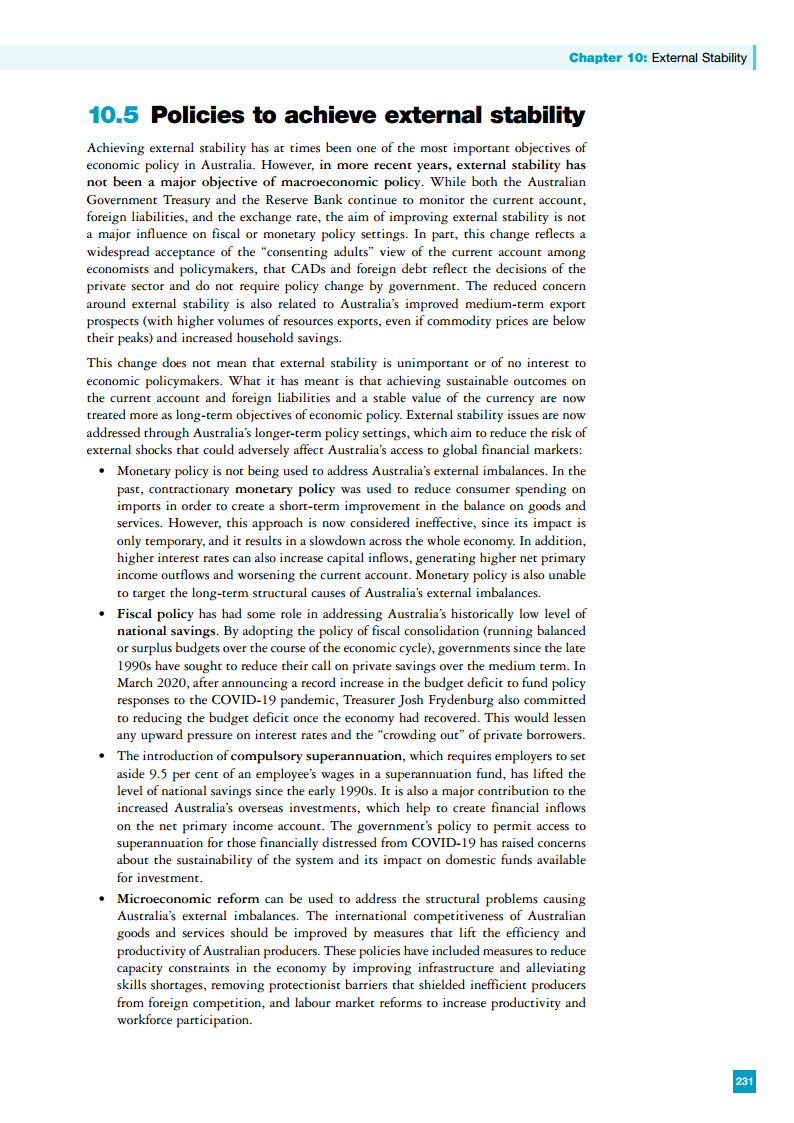 Chapter 10: External Stability
10.5 Policies to achieve external stability
Achieving external stability has at times been one of the most important objectives of
economic policy in Australia. However, in more recent years, external stability has
not been a major objective of macroeconomic policy. While both the Australian
Government Treasury and the Reserve Bank continue to monitor the current account,
foreign liabilities, and the exchange rate, the aim of improving external stability is not
a major influence on fiscal or monetary policy settings. In part, this change reflects a
widespread acceptance of the “consenting adults” view of the current account among
economists and policymakers, that CADs and foreign debt reflect the decisions of the
private sector and do not require policy change by government. The reduced concern
around external stability is also related to Australia’s improved medium-term export
prospects (with higher volumes of resources exports, even if commodity prices are below
their peaks) and increased household savings.
This change does not mean that external stability is unimportant or of no interest to
economic policymakers. What it has meant is that achieving sustainable outcomes on
the current account and foreign liabilities and a stable value of the currency are now
treated more as long-term objectives of economic policy. External stability issues are now
addressed through Australia’s longer-term policy settings, which aim to reduce the risk of
external shocks that could adversely affect Australia’s access to global financial markets:
• Monetary policy is not being used to address Australia’s external imbalances. In the
past, contractionary monetary policy was used to reduce consumer spending on
imports in order to create a short-term improvement in the balance on goods and
services. However, this approach is now considered ineffective, since its impact is
only temporary, and it results in a slowdown across the whole economy. In addition,
higher interest rates can also increase capital inflows, generating higher net primary
income outflows and worsening the current account. Monetary policy is also unable
to target the long-term structural causes of Australia’s external imbalances.
• Fiscal policy has had some role in addressing Australia’s historically low level of
national savings. By adopting the policy of fiscal consolidation (running balanced
or surplus budgets over the course of the economic cycle), governments since the late
1990s have sought to reduce their call on private savings over the medium term. In
March 2020, after announcing a record increase in the budget deficit to fund policy
responses to the COVID-19 pandemic, Treasurer Josh Frydenburg also committed
to reducing the budget deficit once the economy had recovered. This would lessen
any upward pressure on interest rates and the “crowding out” of private borrowers.
• The introduction of compulsory superannuation, which requires employers to set
aside 9.5 per cent of an employee’s wages in a superannuation fund, has lifted the
level of national savings since the early 1990s. It is also a major contribution to the
increased Australia’s overseas investments, which help to create financial inflows
on the net primary income account. The government’s policy to permit access to
superannuation for those financially distressed from COVID-19 has raised concerns
about the sustainability of the system and its impact on domestic funds available
for investment.
• Microeconomic reform can be used to address the structural problems causing
Australia’s external imbalances. The international competitiveness of Australian
goods and services should be improved by measures that lift the efficiency and
productivity of Australian producers. These policies have included measures to reduce
capacity constraints in the economy by improving infrastructure and alleviating
skills shortages, removing protectionist barriers that shielded inefficient producers
from foreign competition, and labour market reforms to increase productivity and
workforce participation.
231